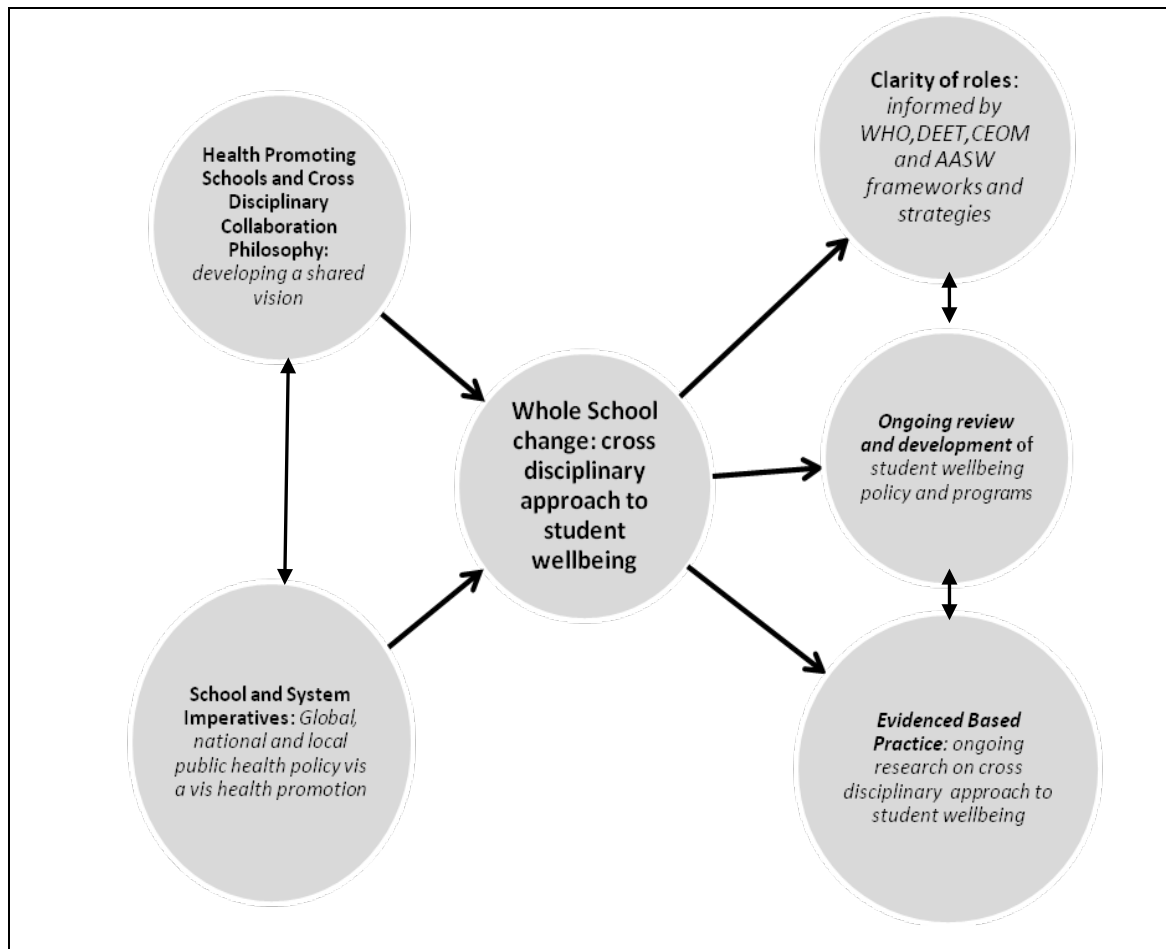 Health Promoting
Schools and Cross
Disciplinary
Collaboration
Philosophy:
developing a shared
vision
School and System
Imperatives: Global,
national and local
public health policy vis
a vis health promotion
Whole School
change: cross
disciplinary
approach to
student
wellbeing
Clarity of roles:
informed by
WHO,DEET,CEOM
and AASW
frameworks and
strategies
Ongoing review
and development of
student wellbeing
policy and programs
Evidenced Based
Practice: ongoing
research on cross
disciplinary approach to
student wellbeing